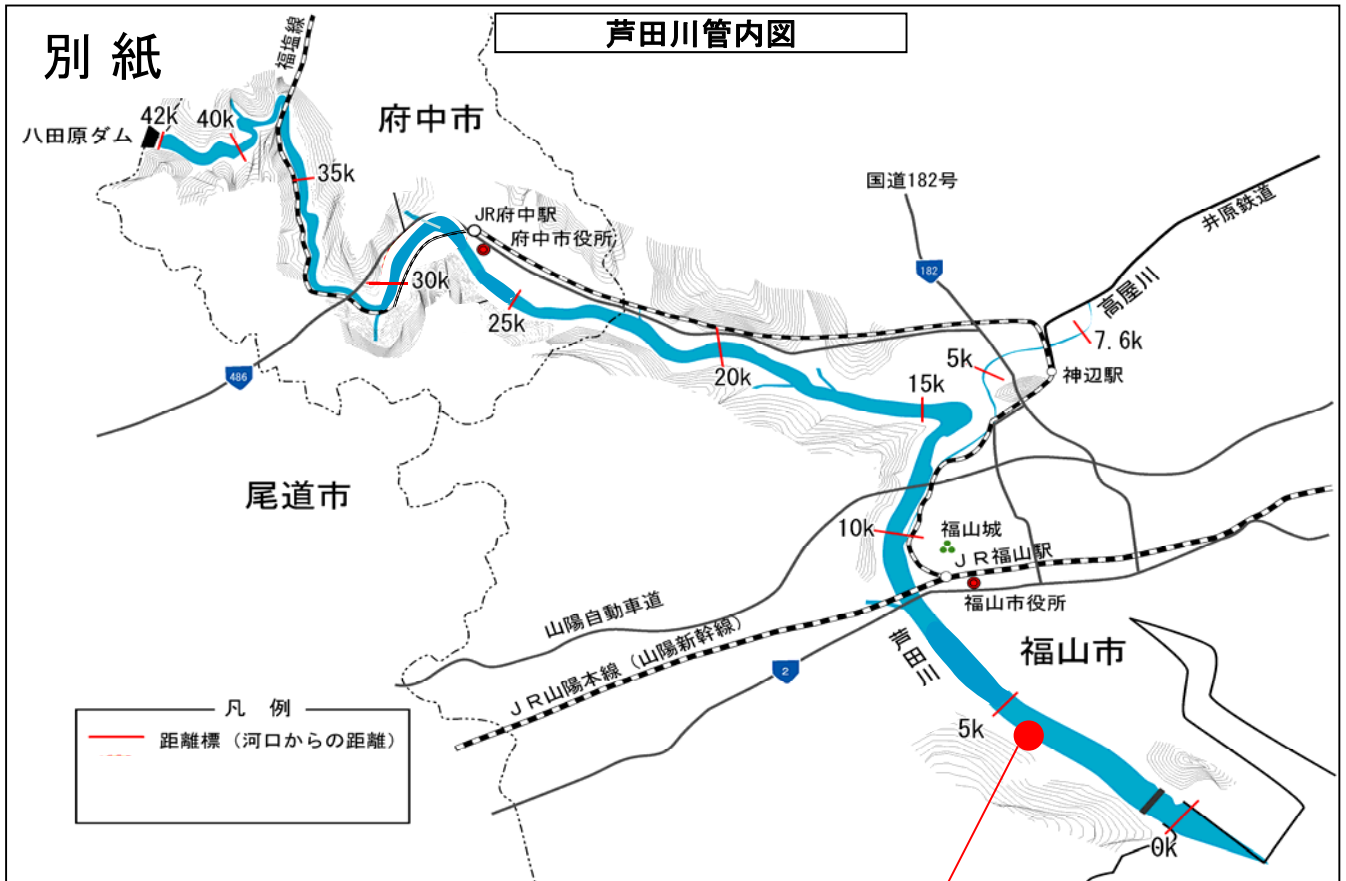 芦田川管内図
別紙
福塩線
府中市
42k
40k
八田原ダム
35k
国道182号
JR府中駅
府中市役所
井原鉄道
182
高屋川
30k
25k
7.6k
5k
神辺駅
20k
15k
486
尾道市
10k
福山城
JR福山駅
福山市役所
山陽自動車道
JR山陽本線(山陽新幹線)
2
芦田川
福山市
5k
凡例
距離標(河口からの距離)
0k